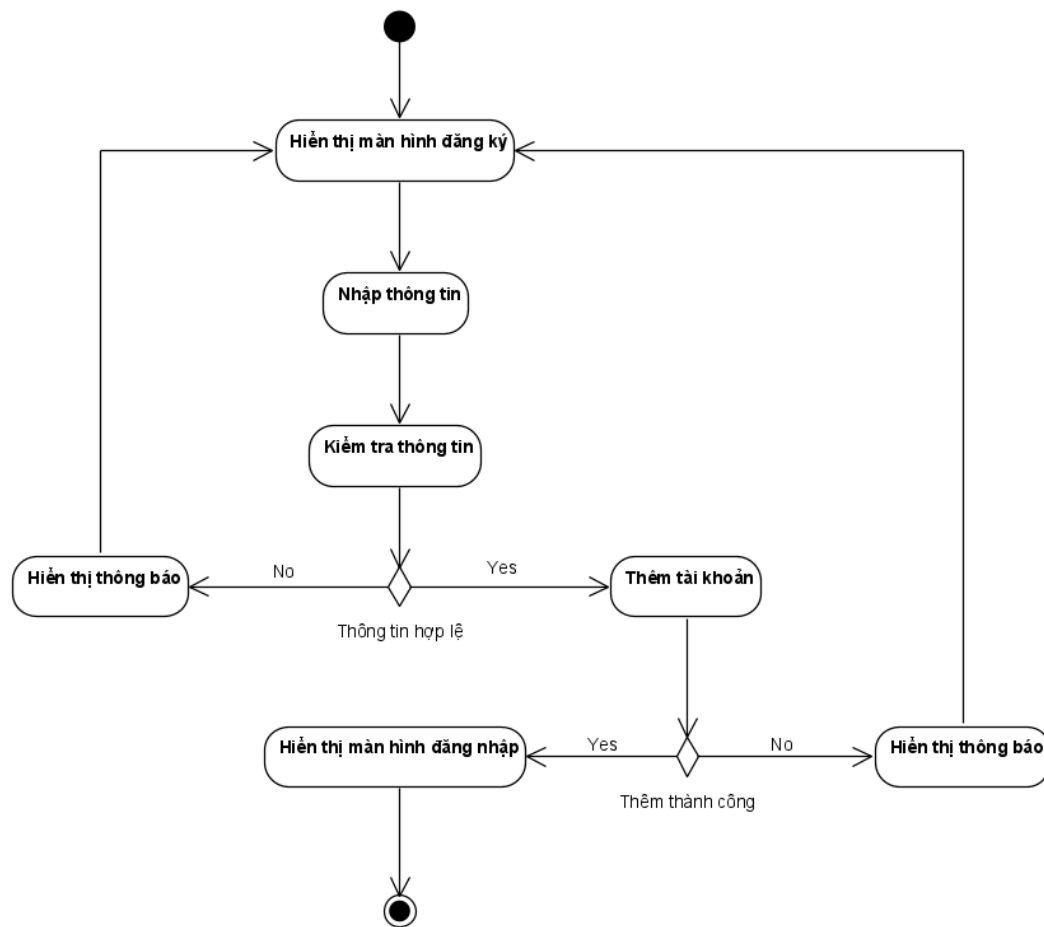 Hiển thị màn hình đăng ký
Nhập thông tin
Kiểm tra thông tin
Hiển thị thông báo
No
Yes
Thêm tài khoản
Thông tin hợp lệ
Hiển thị màn hình đăng nhập
Yes
No
Hiển thị thông báo
Thêm thành công